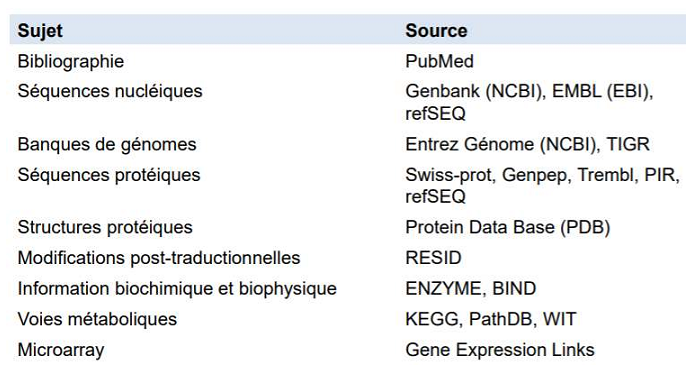 Sujet Source
Bibliographie PubMed
Séquences nucléiques Genbank (NCBI), EMBL (EBI),
refSEQ
Banques de génomes Entrez Génome (NCBI), TIGR
Séquences protéiques Swiss-prot, Genpep, Trembl, PIR,
refSEQ
Structures protéiques Protein Data Base (PDB)
Modifications post-traductionnelles RESID
Information biochimique et biophysique ENZYME, BIND
Voies métaboliques KEGG, PathDB, WIT
Microarray Gene Expression Links